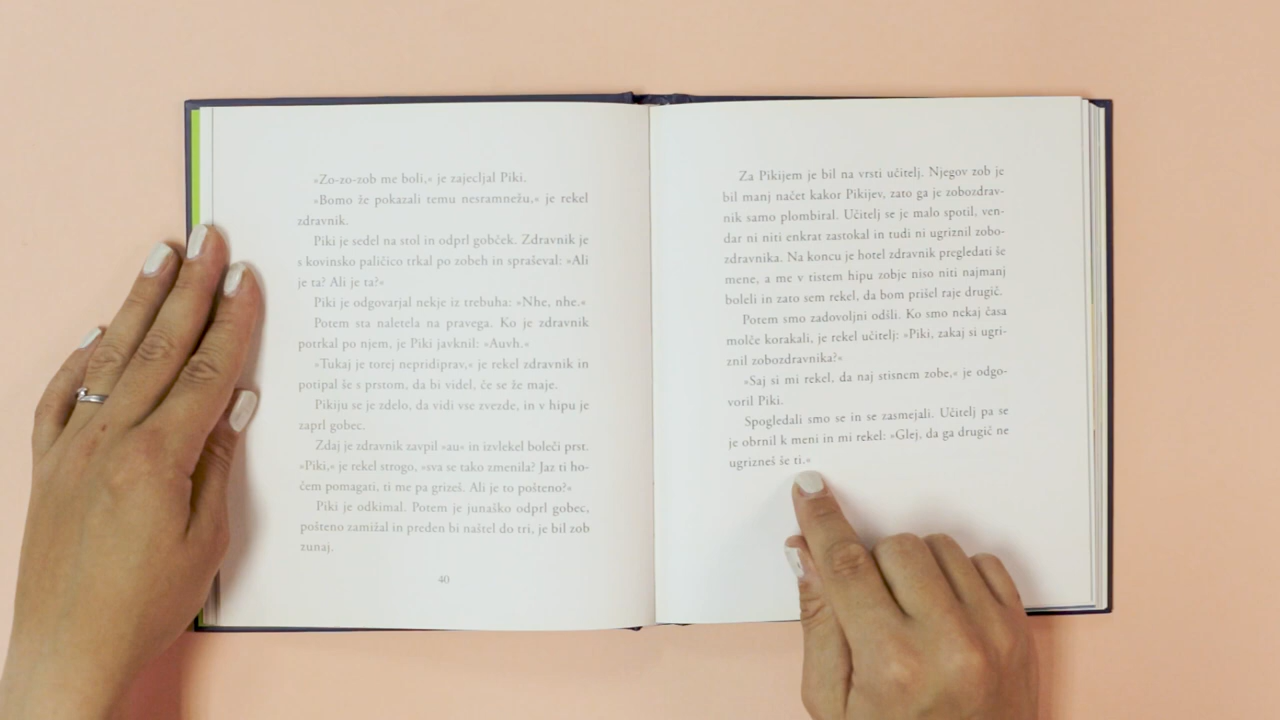 »Zo-zo-zob me boli,« je zajecljal Piki.
»Bomo že pokazali temu nesramnežu,« je rekel
zdravnik.
Piki je sedel na stol in odprl gobček. Zdravnik je
s kovinsko paličico trkal po zobeh in spraševal: »Ali
je ta? Ali je ta?«
Piki je odgovarjal nekje iz trebuha: »Nhe, nhe.«
Potem sta naletela na pravega. Ko je zdravnik
potrkal po njem, je Piki javknil: »Auvh.«
»Tukaj je torej nepridiprav,« je rekel zdravnik in
potipal še s prstom, da bi videl, če se že maje.
Pikiju se je zdelo, da vidi vse zvezde, in v hipu je
zaprl gobec.
Zdaj je zdravnik zavpil »au« in izvlekel boleči prst.
»Piki,« je rekel strogo, »sva se tako zmenila? Jaz ti ho-
čem pomagati, ti me pa grizeš. Ali je to pošteno?«
Piki je odkimal. Potem je junaško odprl gobec,
pošteno zamižal in preden bi naštel do tri, je bil zob
zunaj.
40
Za Pikijem je bil na vrsti učitelj. Njegov zob je
bil manj načet kakor Pikijev, zato ga je zobozdrav-
nik samo plombiral. Učitelj se je malo spotil, ven-
dar ni niti enkrat zastokal in tudi ni ugriznil zobo-
zdravnika. Na koncu je hotel zdravnik pregledati še
mene, a me v tistem hipu zobje niso niti najmanj
boleli in zato sem rekel, da bom prišel raje drugič.
Potem smo zadovoljni odšli. Ko smo nekaj časa
molče korakali, je rekel učitelj: »Piki, zakaj si ugri-
znil zobozdravnika?«
»Saj si mi rekel, da naj stisnem zobe,« je odgo-
voril Piki.
Spogledali smo se in se zasmejali. Učitelj pa se
je obrnil k meni in mi rekel: »Glej, da ga drugič ne
ugrizneš še ti.«